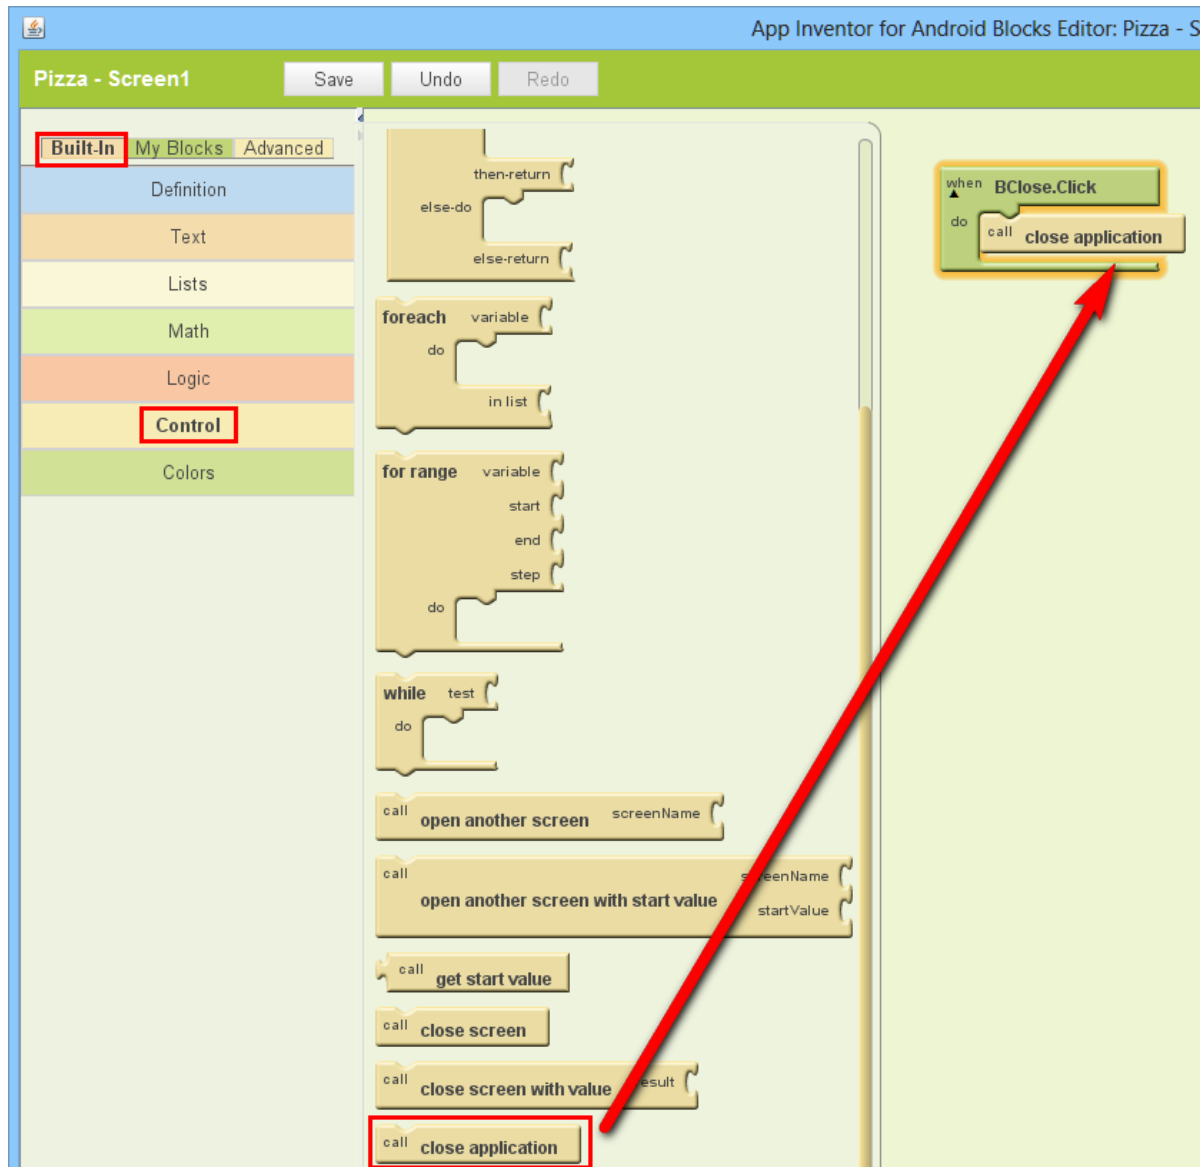 App Inventor for Android Blocks Editor: Pizza - S
Pizza - Screen1
Save
Undo
Redo
Built-In
My Blocks
Advanced
Definition
Text
Lists
Math
Logic
Control
Colors
then-return
else-do
else-return
foreach variable
do
in list
for range variable
start
end
step
do
while test
do
call open another screen screenName
call
screenName
open another screen with start value
startValue
call get start value
call close screen
call close screen with value
call close application
when BClose.Click
do
call close application